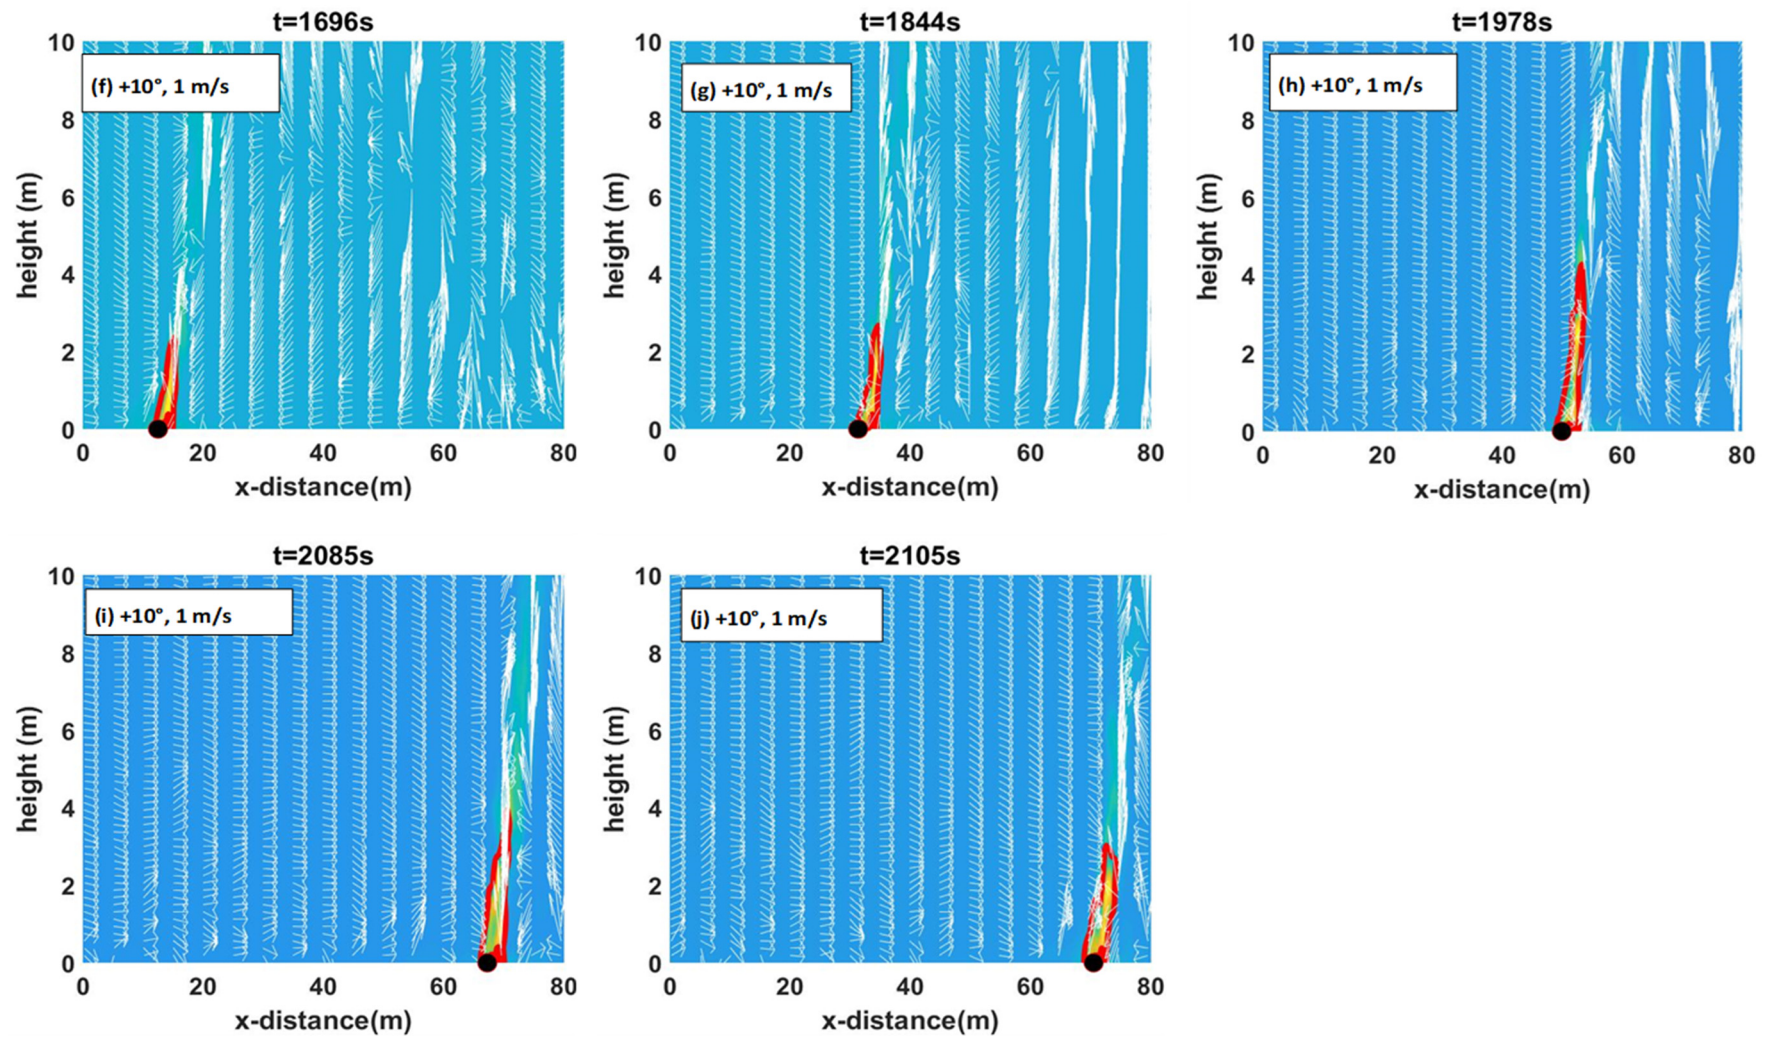 t=1696s
(f) +10°, 1 m/s
height (m)
10
8
6
4
2
0
0 20 40 60 80
x-distance(m)
t=1844s
(g) +10°, 1 m/s
height (m)
10
8
6
4
2
0
0 20 40 60 80
x-distance(m)
t=1978s
(h) +10°, 1 m/s
height (m)
10
8
6
4
2
0
0 20 40 60 80
x-distance(m)
t=2085s
(i) +10°, 1 m/s
height (m)
10
8
6
4
2
0
0 20 40 60 80
x-distance(m)
t=2105s
(j) +10°, 1 m/s
height (m)
10
8
6
4
2
0
0 20 40 60 80
x-distance(m)